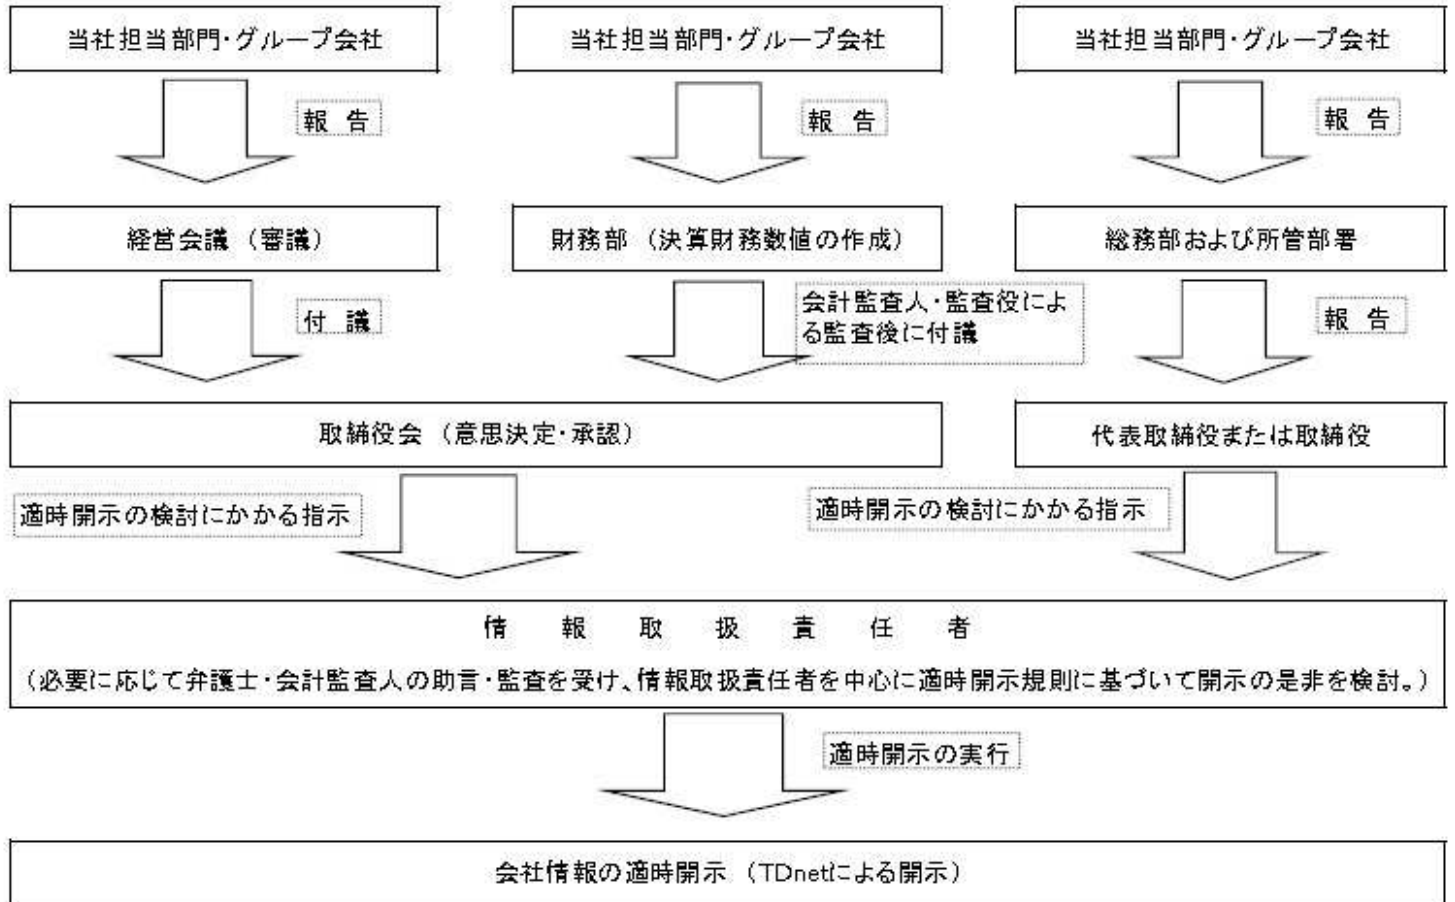 当社担当部門・グループ会社
当社担当部門・グループ会社
当社担当部門・グループ会社
報 告
報 告
報 告
経営会議 （審議）
財務部 （決算財務数値の作成）
総務部および所管部署
付 議
会計監査人・監査役によ
る監査後に付議
報 告
取締役会 （意思決定・承認）
代表取締役または取締役
適時開示の検討にかかる指示
適時開示の検討にかかる指示
情 報 取 扱 責 任 者
（必要に応じて弁護士・会計監査人の助言・監査を受け、情報取扱責任者を中心に適時開示規則に基づいて開示の是非を検討。）
適時開示の実行
会社情報の適時開示 （TDnetによる開示）